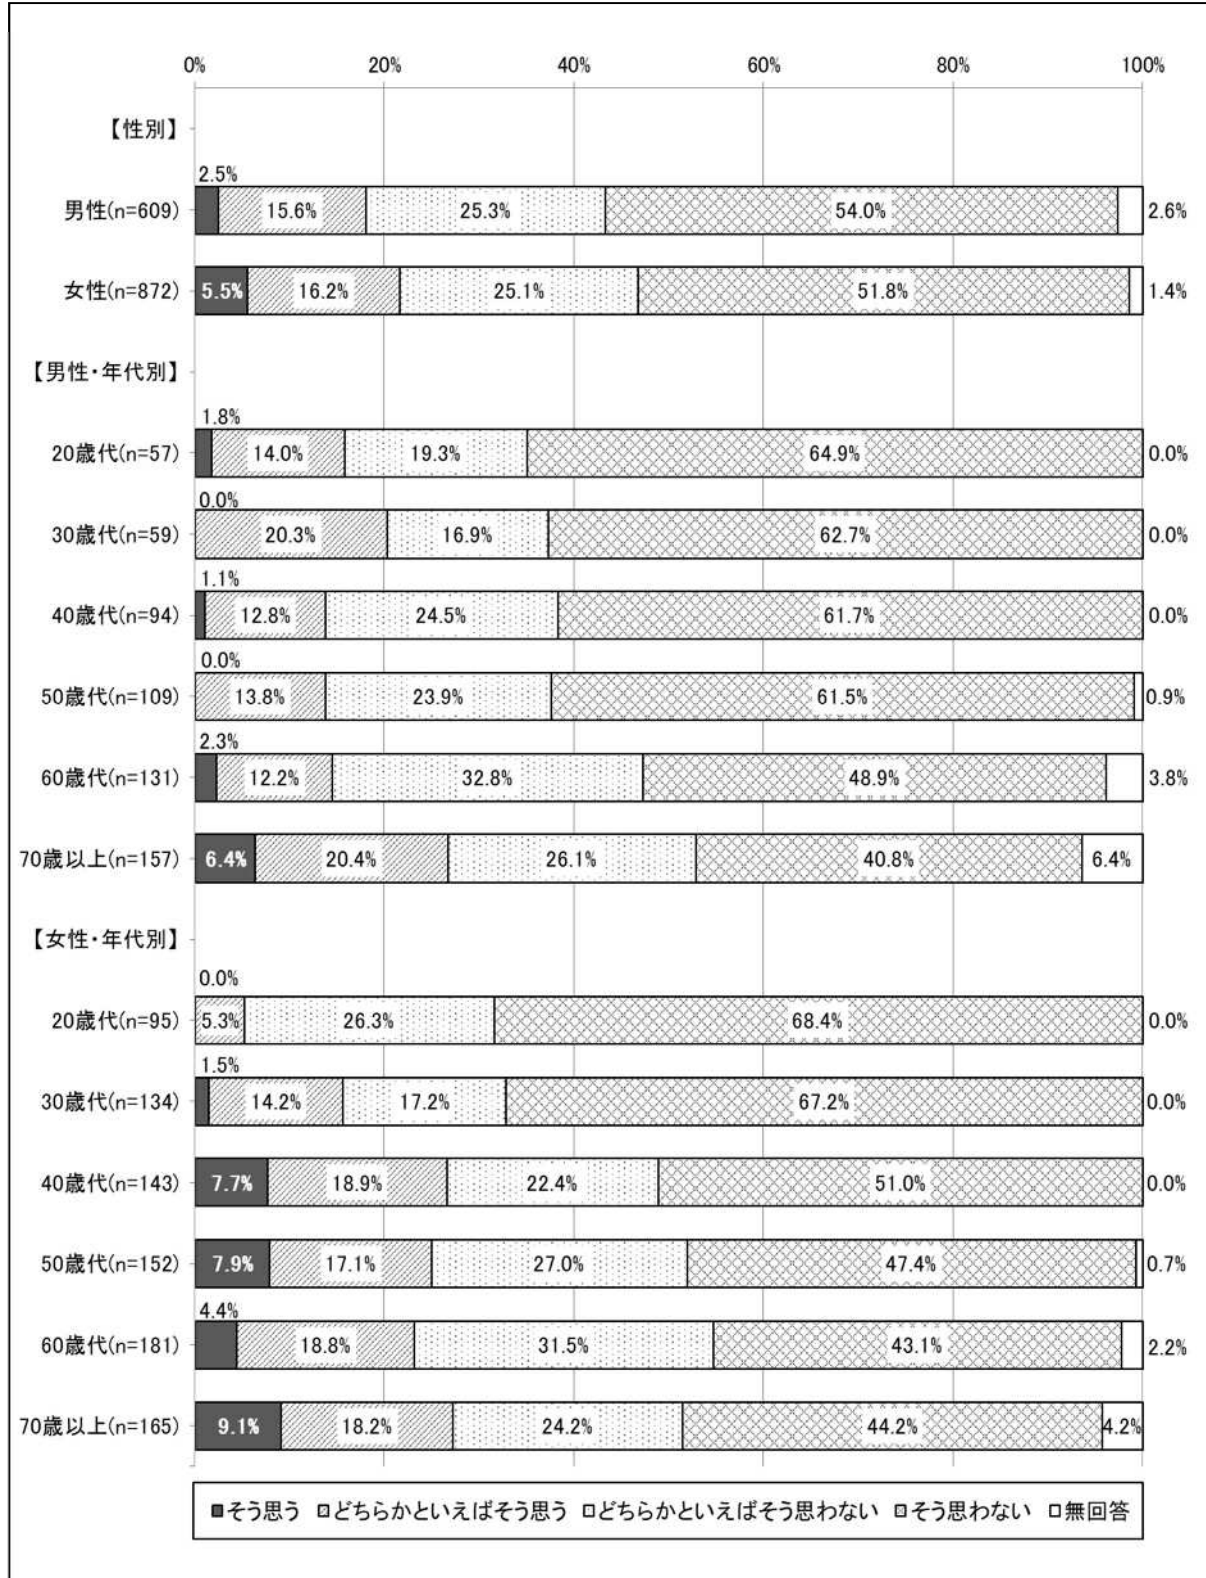 0% 20% 40% 60% 80% 100%
【性別】
2.5%
男性(n=609) 15.6% 25.3% 54.0% 2.6%
女性(n=872) 5.5% 16.2% 25.1% 51.8% 1.4%
【男性・年代別】
1.8%
20歳代(n=57) 14.0% 19.3% 64.9% 0.0%
0.0%
30歳代(n=59) 20.3% 16.9% 62.7% 0.0%
1.1%
40歳代(n=94) 12.8% 24.5% 61.7% 0.0%
0.0%
50歳代(n=109) 13.8% 23.9% 61.5% 0.9%
2.3%
60歳代(n=131) 12.2% 32.8% 48.9% 3.8%
70歳以上(n=157) 6.4% 20.4% 26.1% 40.8% 6.4%
【女性・年代別】
0.0%
20歳代(n=95) 5.3% 26.3% 68.4% 0.0%
1.5%
30歳代(n=134) 14.2% 17.2% 67.2% 0.0%
40歳代(n=143) 7.7% 18.9% 22.4% 51.0% 0.0%
50歳代(n=152) 7.9% 17.1% 27.0% 47.4% 0.7%
4.4%
60歳代(n=181) 18.8% 31.5% 43.1% 2.2%
70歳以上(n=165) 9.1% 18.2% 24.2% 44.2% 4.2%
そう思う どちらかといえばそう思う どちらかといえばそう思わない そう思わない 無回答